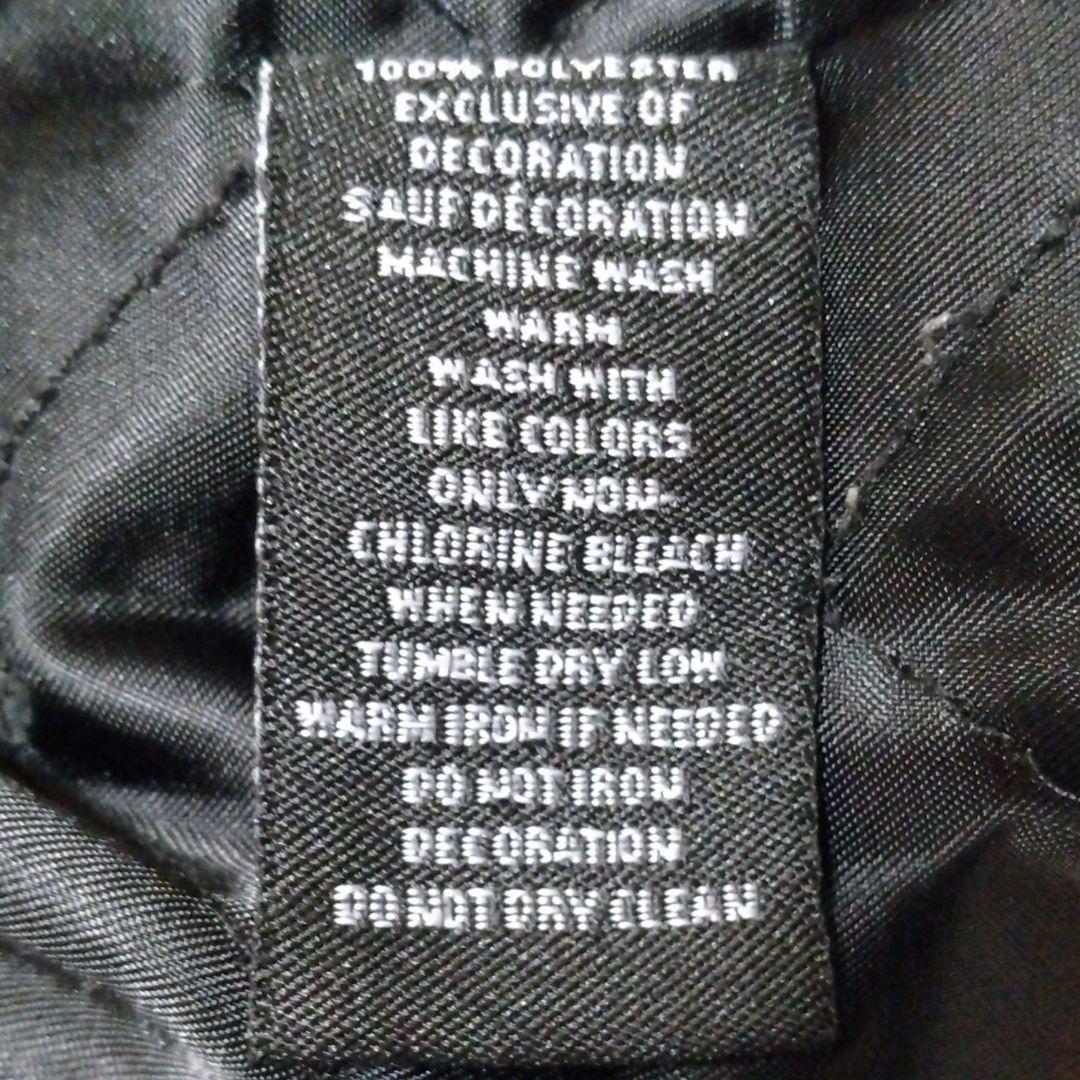 100% POLYESTER
EXCLUSIVE OF
DECORATION
SAUF DÉCORATION
MACHINE WASH
WARM
WASH WITH
LIKE COLORS
ONLY NON-
CHLORINE BLEACH
WHEN NEEDED
TUMBLE DRY LOW
WARM IRON IF NEEDED
DO NOT IRON
DECORATION
DO NOT DRY CLEAN